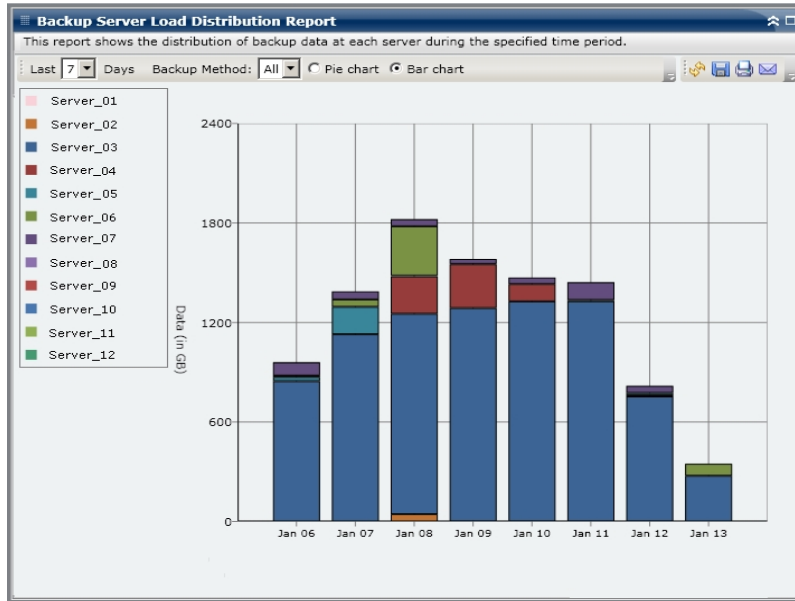 Backup Server Load Distribution Report
This report shows the distribution of backup data at each server during the specified time period.
Last 7 Days Backup Method: All Pie chart Bar chart
Server_01
Server_02
Server_03
Server_04
Server_05
Server_06
Server_07
Server_08
Server_09
Server_10
Server_11
Server_12
Data (in GB)
2400
1800
1200
600
0
Jan 06 Jan 07 Jan 08 Jan 09 Jan 10 Jan 11 Jan 12 Jan 13